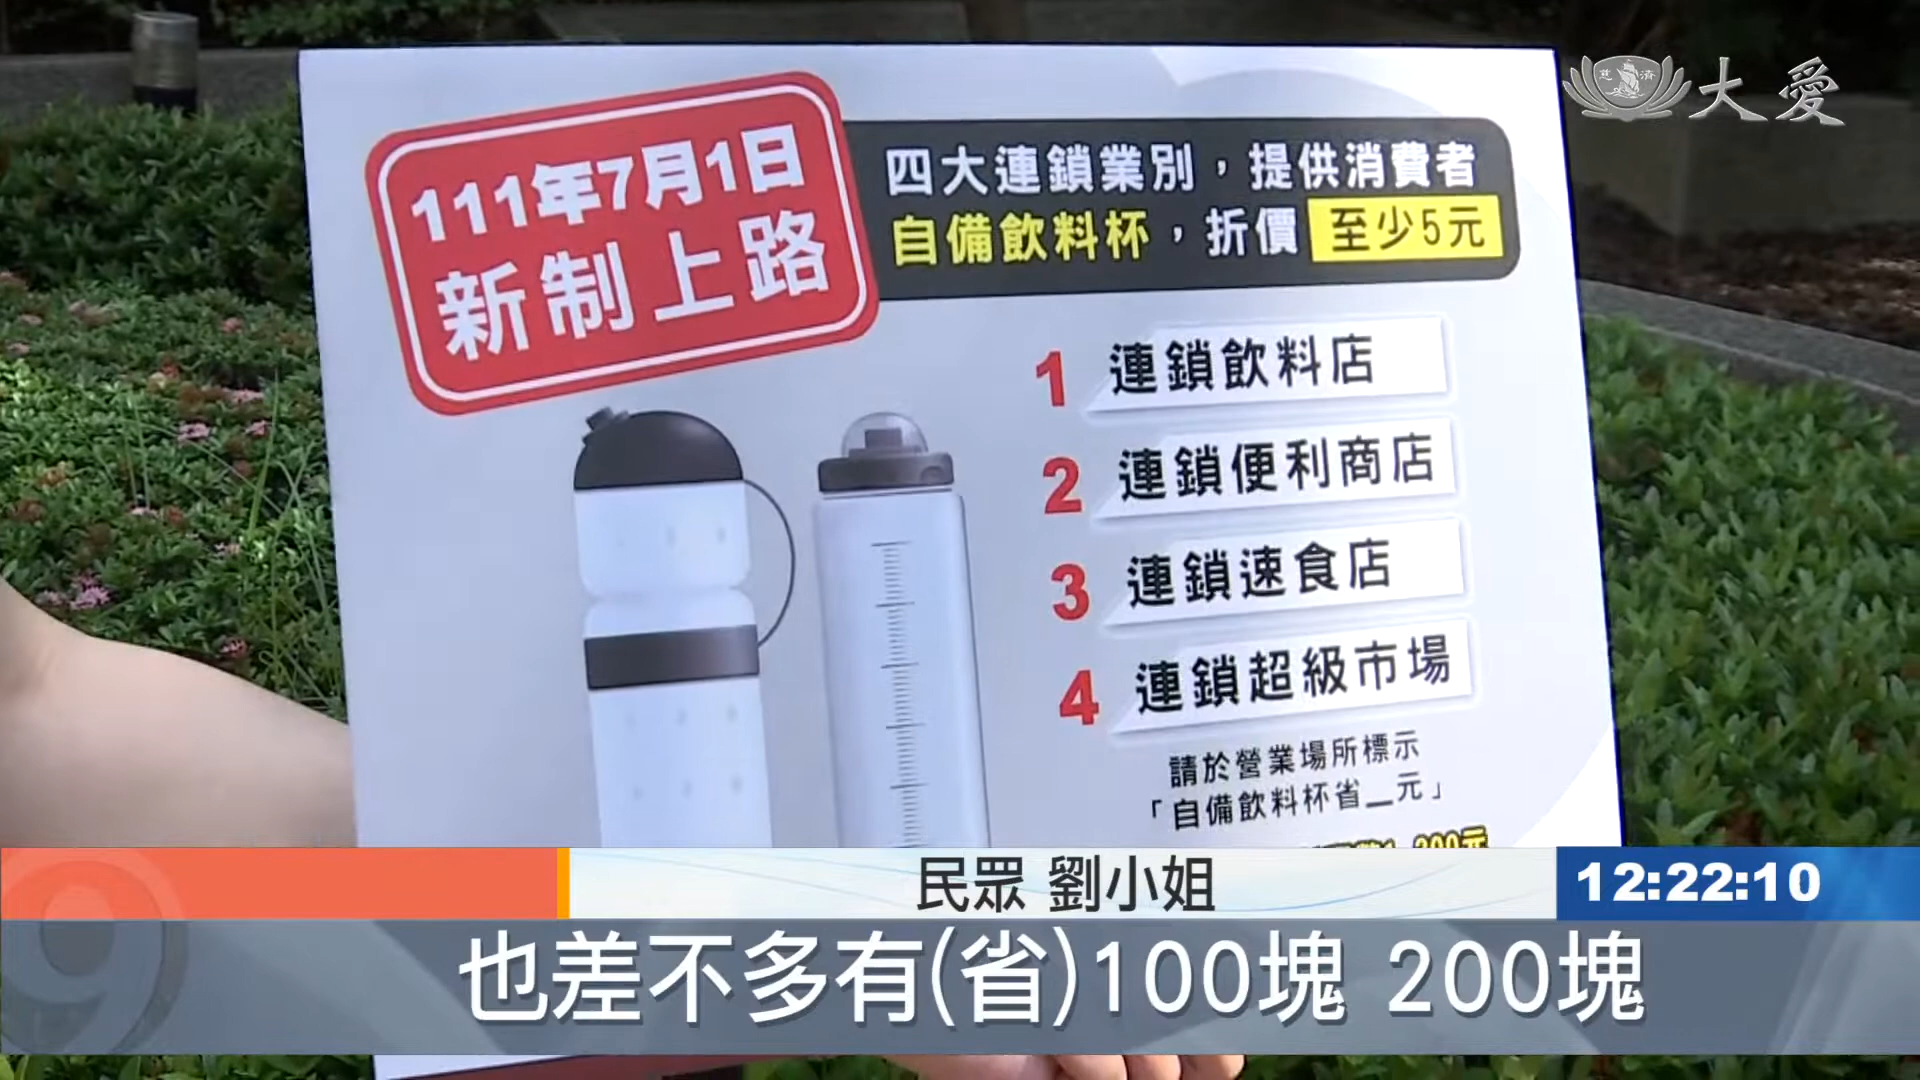 慈濟
大愛
111年7月1日
新制上路
四大連鎖業別，提供消費者
自備飲料杯，折價 至少5元
1 連鎖飲料店
2 連鎖便利商店
3 連鎖速食店
4 連鎖超級市場
請於營業場所標示
「自備飲料杯省__元」
民眾 劉小姐
12:22:10
也差不多有(省)100塊 200塊